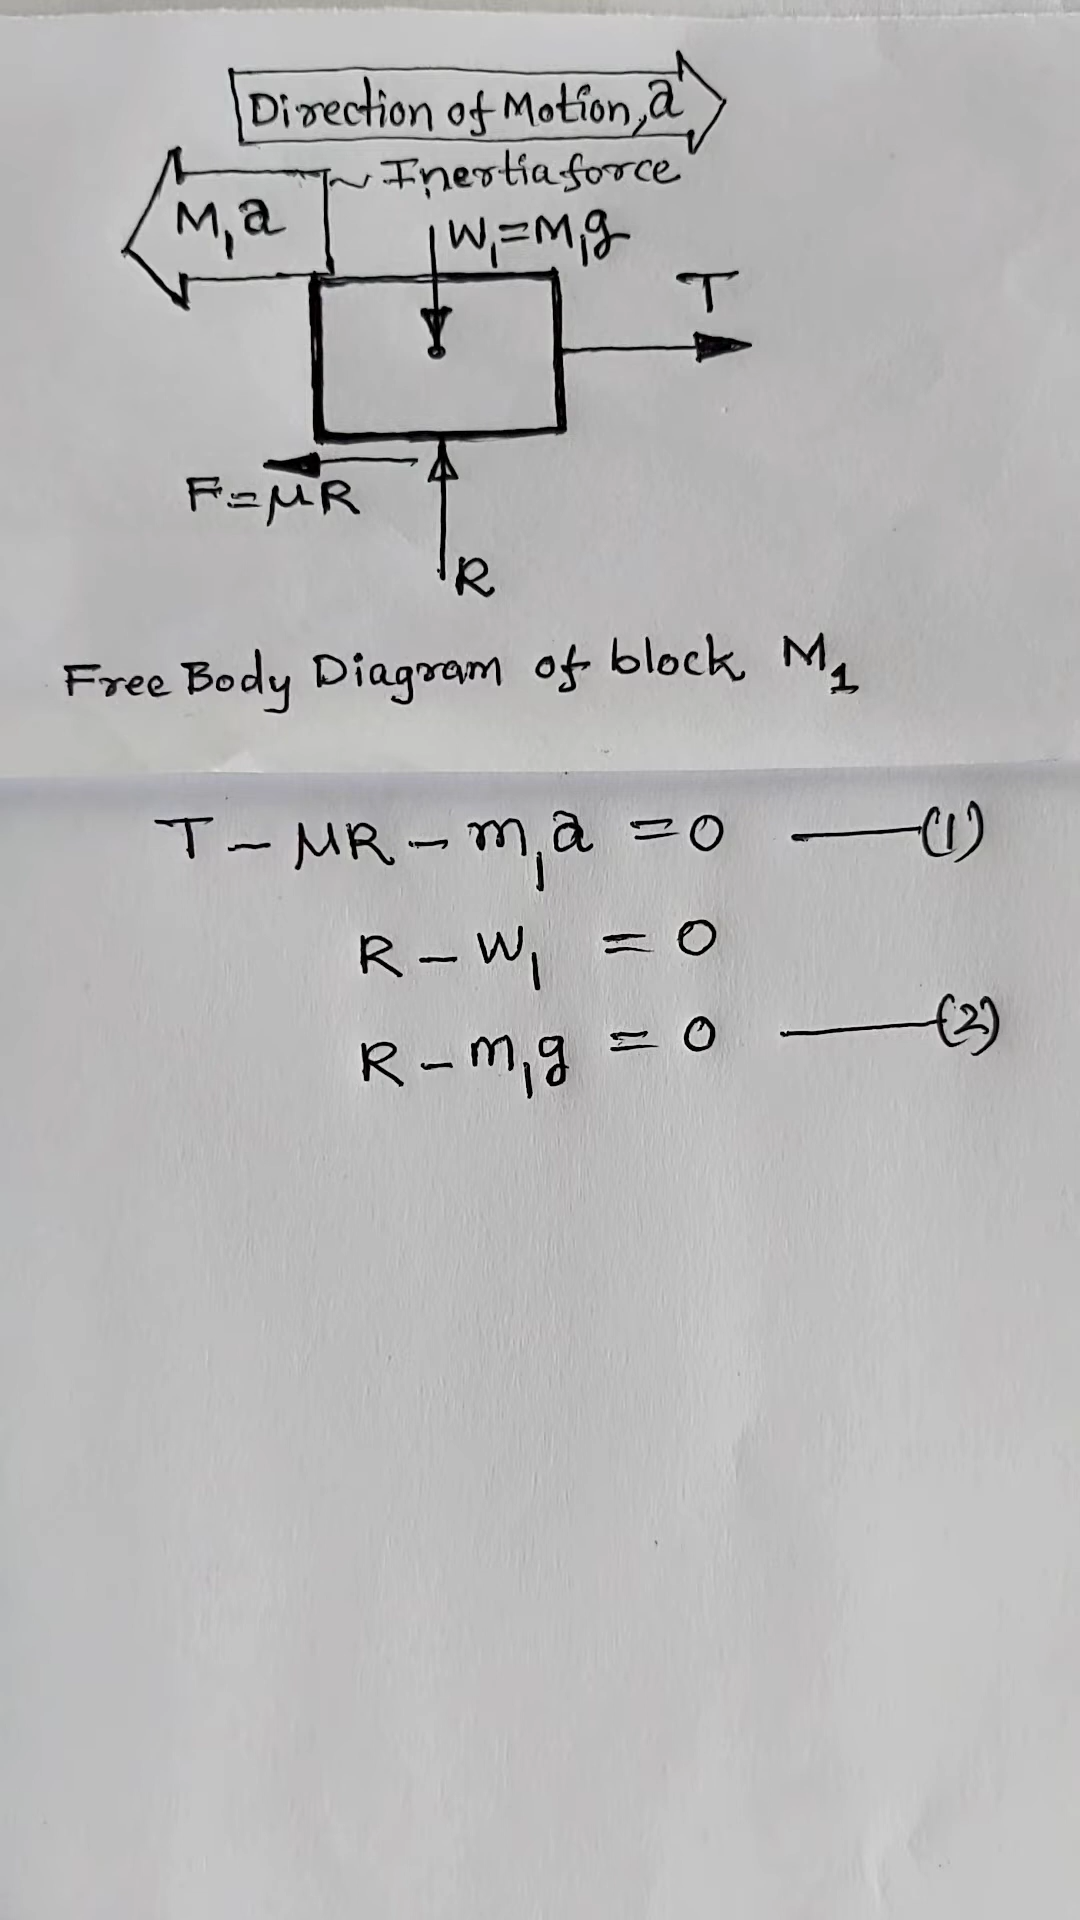 Direction of Motion, a
Inertia force
M₁a
W₁=M₁g
T
F=μR
R
Free Body Diagram of block M₁
T - μR - m₁a = 0 —(1)
R - W₁ = 0
R - m₁g = 0 —(2)